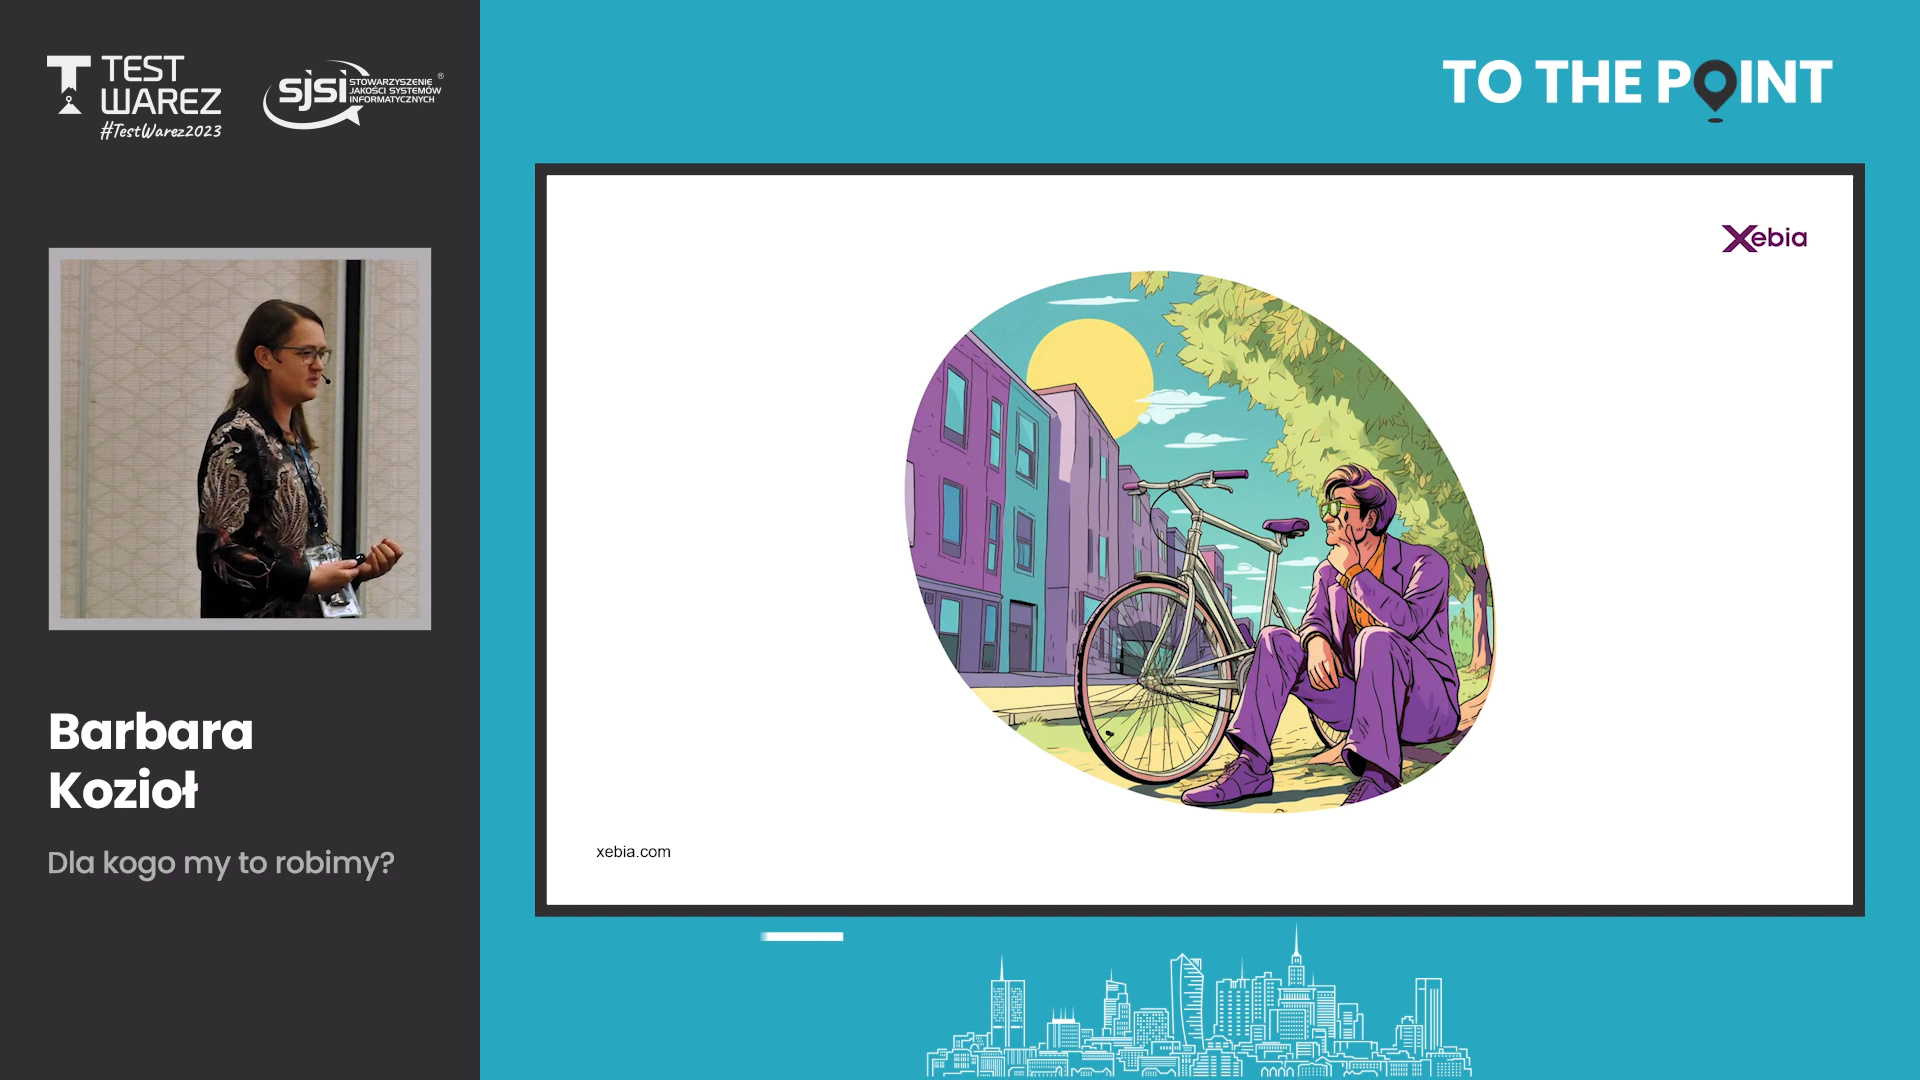 TEST
WAREZ
#TestWarez2023
sjsi
STOWARZYSZENIE
JAKOŚCI SYSTEMÓW
INFORMATYCZNYCH
®
TO THE POINT
Xebia
Barbara
Kozioł
Dla kogo my to robimy?
xebia.com